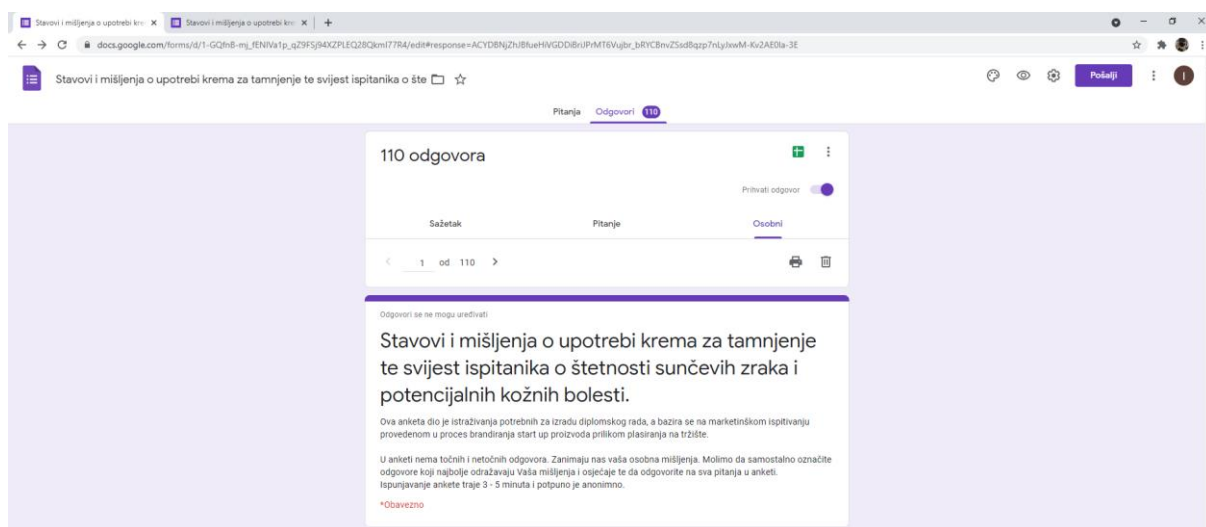 Stavovi i mišljenja o upotrebi kre
Stavovi i mišljenja o upotrebi kre
Stavovi i mišljenja o upotrebi krema za tamnjenje te svijest ispitanika o šte
Pošalji
I
Pitanja Odgovori 110
110 odgovora
Prihvati odgovor
Sažetak Pitanje Osobni
1 od 110
Odgovori se ne mogu uređivati
Stavovi i mišljenja o upotrebi krema za tamnjenje
te svijest ispitanika o štetnosti sunčevih zraka i
potencijalnih kožnih bolesti.
Ova anketa dio je istraživanja potrebnih za izradu diplomskog rada, a bazira se na marketinškom ispitivanju
provedenom u proces brandiranja start up proizvoda prilikom plasiranja na tržište.
U anketi nema točnih i netočnih odgovora. Zanimaju nas vaša osobna mišljenja. Molimo da samostalno označite
odgovore koji najbolje odražavaju Vaša mišljenja i osjećaje te da odgovorite na sva pitanja u anketi.
Ispunjavanje ankete traje 3 - 5 minuta i potpuno je anonimno.
*Obavezno